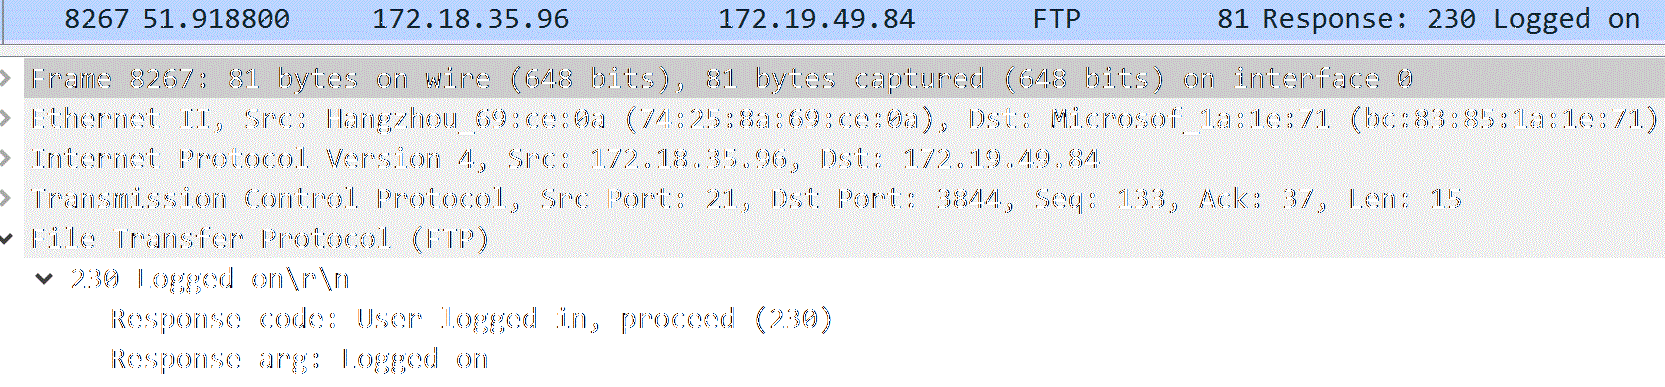 8267 51.918800 172.18.35.96 172.19.49.84 FTP 81 Response: 230 Logged on
Frame 8267: 81 bytes on wire (648 bits), 81 bytes captured (648 bits) on interface 0
Ethernet II, Src: Hangzhou_69:ce:0a (74:25:8a:69:ce:0a), Dst: Microsof_1a:1e:71 (bc:83:85:1a:1e:71)
Internet Protocol Version 4, Src: 172.18.35.96, Dst: 172.19.49.84
Transmission Control Protocol, Src Port: 21, Dst Port: 3844, Seq: 133, Ack: 37, Len: 15
File Transfer Protocol (FTP)
230 Logged on\r\n
Response code: User logged in, proceed (230)
Response arg: Logged on